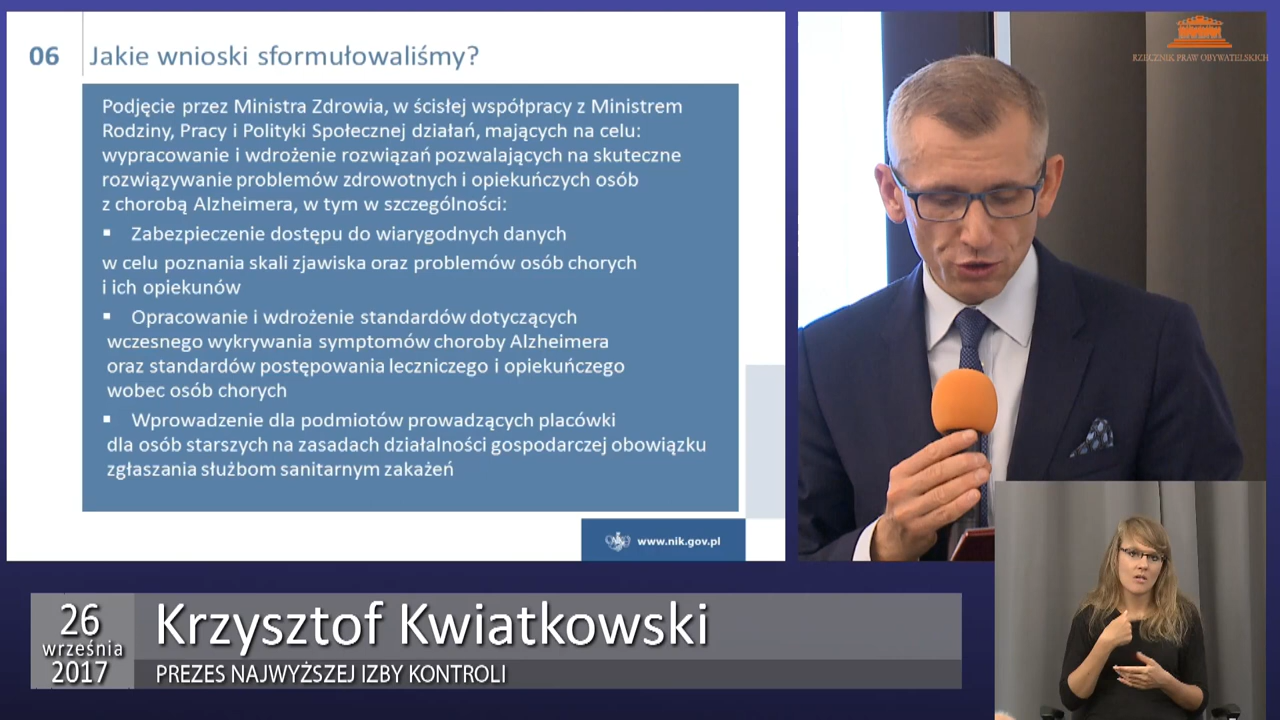 06 Jakie wnioski sformułowaliśmy?
Podjęcie przez Ministra Zdrowia, w ścisłej współpracy z Ministrem
Rodziny, Pracy i Polityki Społecznej działań, mających na celu:
wypracowanie i wdrożenie rozwiązań pozwalających na skuteczne
rozwiązywanie problemów zdrowotnych i opiekuńczych osób
z chorobą Alzheimera, w tym w szczególności:
▪ Zabezpieczenie dostępu do wiarygodnych danych
w celu poznania skali zjawiska oraz problemów osób chorych
i ich opiekunów
▪ Opracowanie i wdrożenie standardów dotyczących
wczesnego wykrywania symptomów choroby Alzheimera
oraz standardów postępowania leczniczego i opiekuńczego
wobec osób chorych
▪ Wprowadzenie dla podmiotów prowadzących placówki
dla osób starszych na zasadach działalności gospodarczej obowiązku
zgłaszania służbom sanitarnym zakażeń
NIK www.nik.gov.pl
RZECZNIK PRAW OBYWATELSKICH
26
września
2017
Krzysztof Kwiatkowski
PREZES NAJWYŻSZEJ IZBY KONTROLI